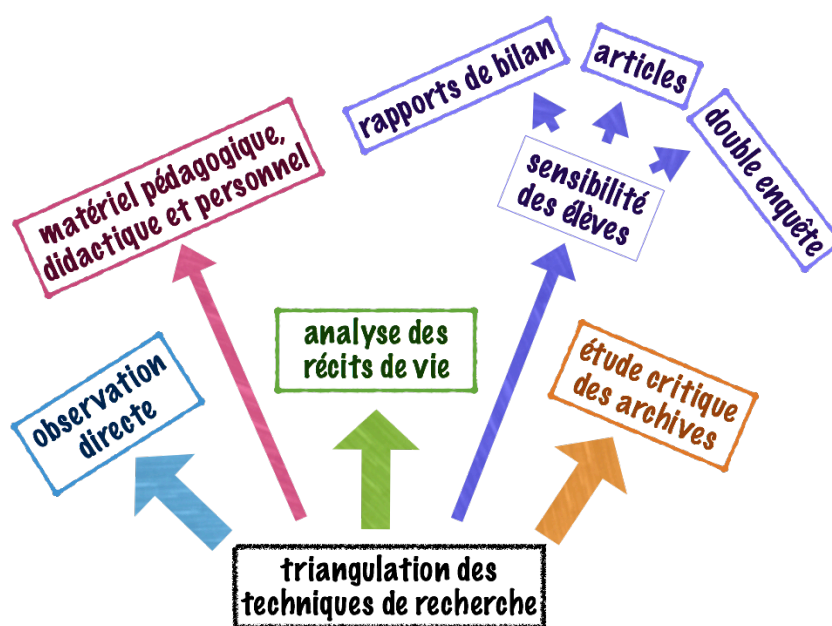 rapports de bilan
articles
double enquête
sensibilité
des élèves
matériel pédagogique,
didactique et personnel
analyse des
récits de vie
étude critique
des archives
observation
directe
triangulation des
techniques de recherche